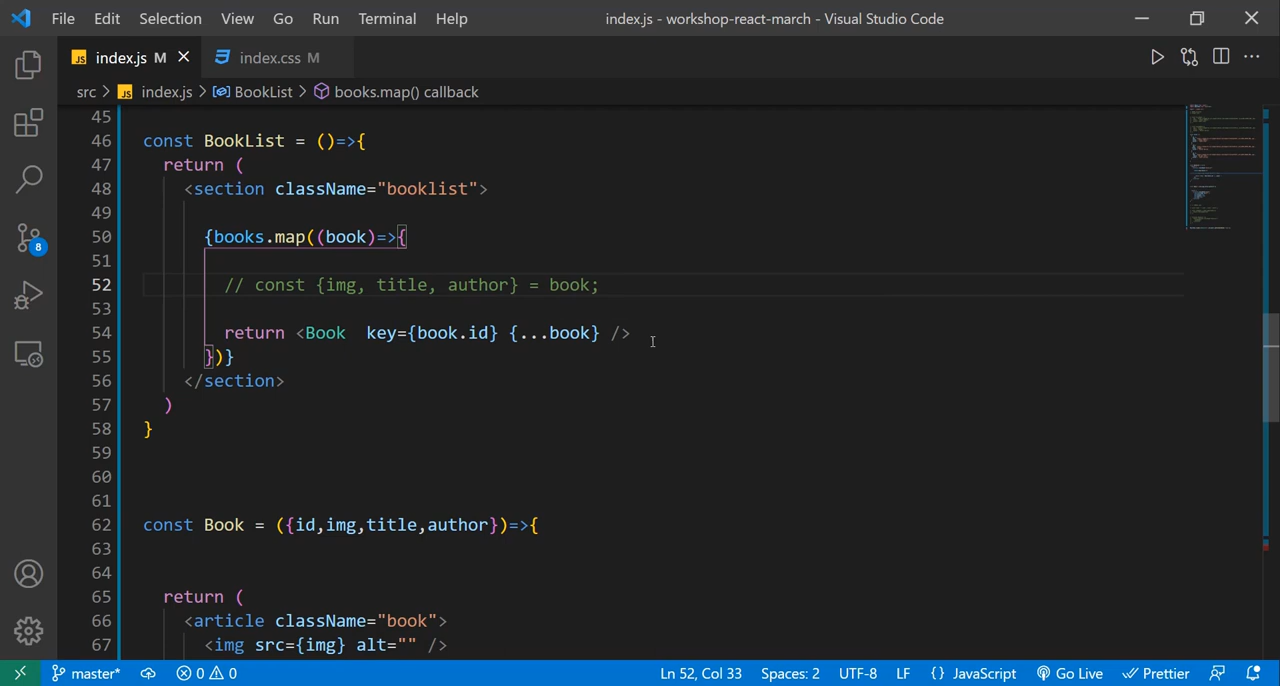 File Edit Selection View Go Run Terminal Help index.js - workshop-react-march - Visual Studio Code
JS index.js M index.css M
src > JS index.js > BookList > books.map() callback
45
46 const BookList = ()=>{
47 return (
48 <section className="booklist">
49
50 {books.map((book)=>{
51
52 // const {img, title, author} = book;
53
54 return <Book  key={book.id} {...book} />
55 })}
56 </section>
57 )
58 }
59
60
61
62 const Book = ({id,img,title,author})=>{
63
64
65 return (
66 <article className="book">
67 <img src={img} alt="" />
8
master* 0 0 Ln 52, Col 33 Spaces: 2 UTF-8 LF {} JavaScript Go Live Prettier